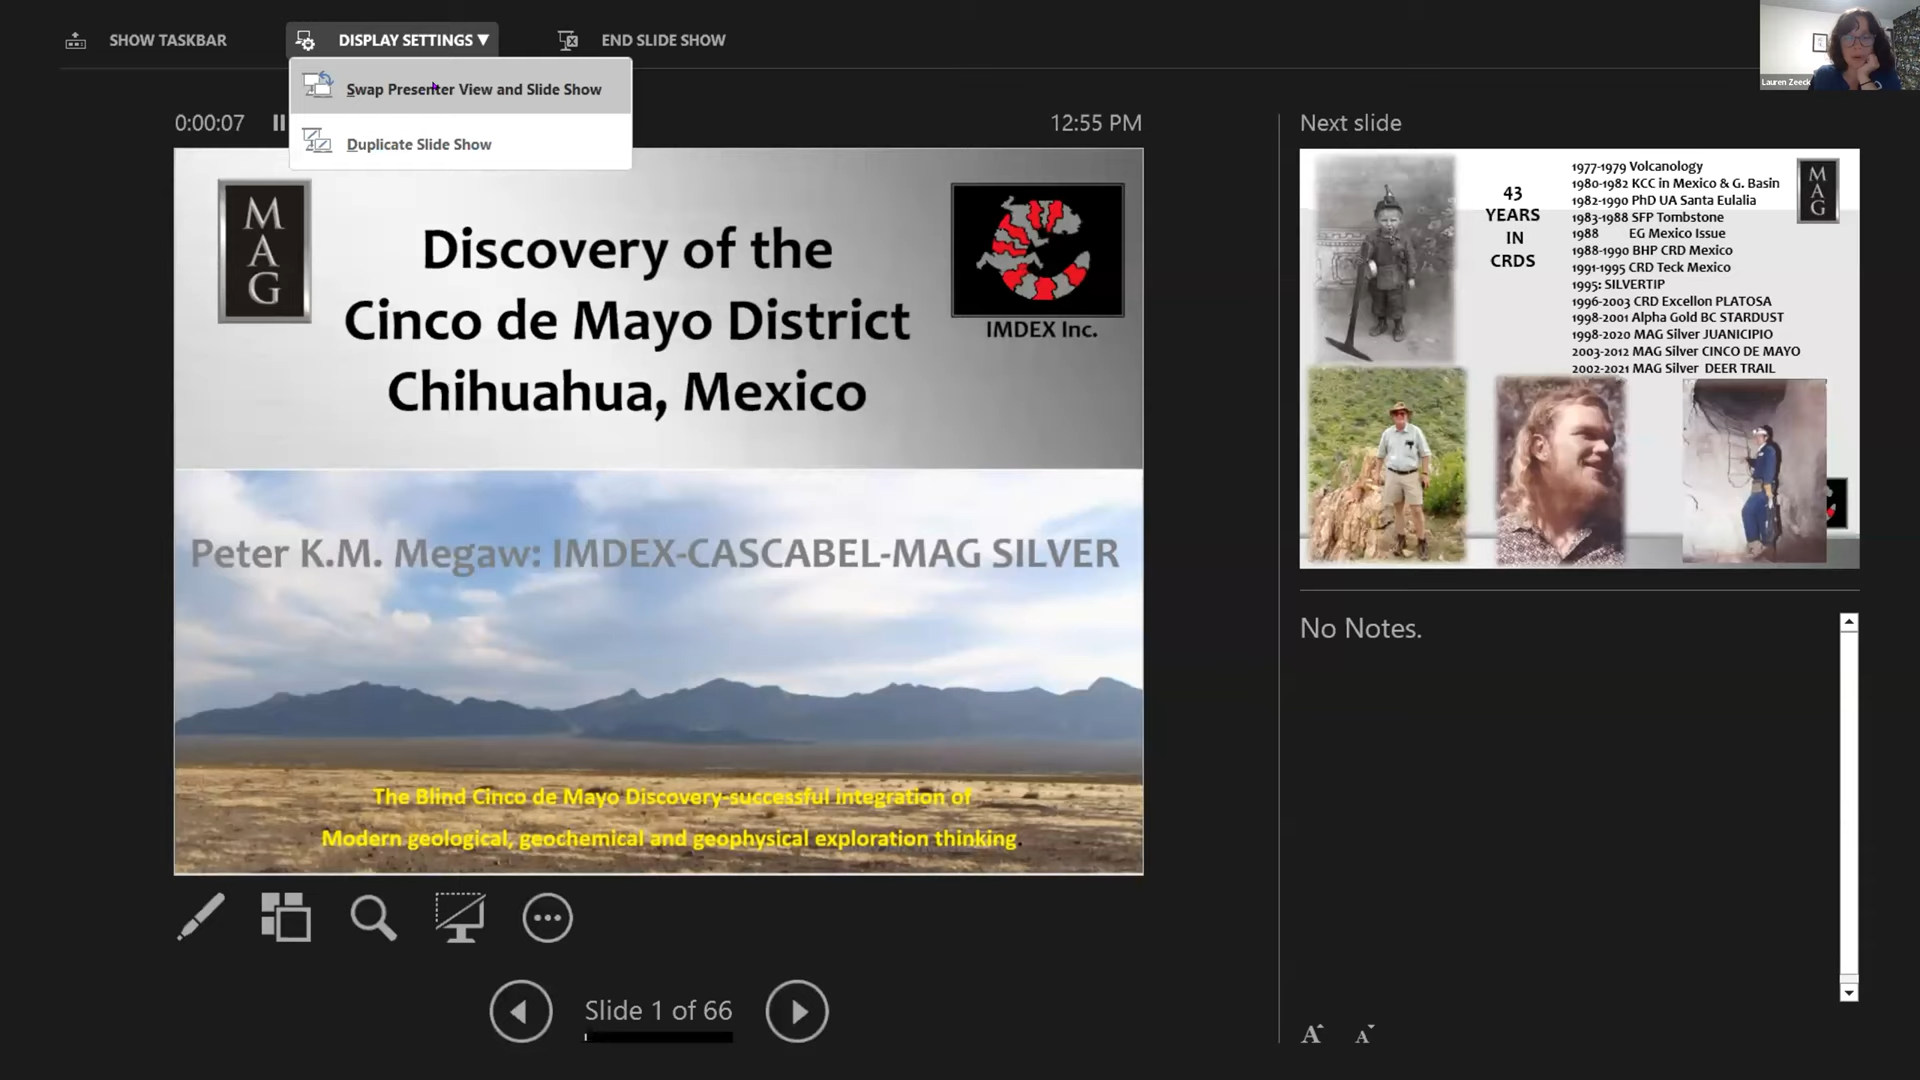 SHOW TASKBAR
DISPLAY SETTINGS ▼
END SLIDE SHOW
Swap Presenter View and Slide Show
Duplicate Slide Show
Lauren Zeeck
0:00:07
12:55 PM
MAG
Discovery of the
Cinco de Mayo District
Chihuahua, Mexico
IMDEX Inc.
Peter K.M. Megaw: IMDEX-CASCABEL-MAG SILVER
The Blind Cinco de Mayo Discovery-successful integration of
Modern geological, geochemical and geophysical exploration thinking.
Slide 1 of 66
Next slide
43
YEARS
IN
CRDS
1977-1979 Volcanology
1980-1982 KCC in Mexico & G. Basin
1982-1990 PhD UA Santa Eulalia
1983-1988 SFP Tombstone
1988 EG Mexico Issue
1988-1990 BHP CRD Mexico
1991-1995 CRD Teck Mexico
1995: SILVERTIP
1996-2003 CRD Excellon PLATOSA
1998-2001 Alpha Gold BC STARDUST
1998-2020 MAG Silver JUANICIPIO
2003-2012 MAG Silver CINCO DE MAYO
2002-2021 MAG Silver DEER TRAIL
MAG
No Notes.
A A